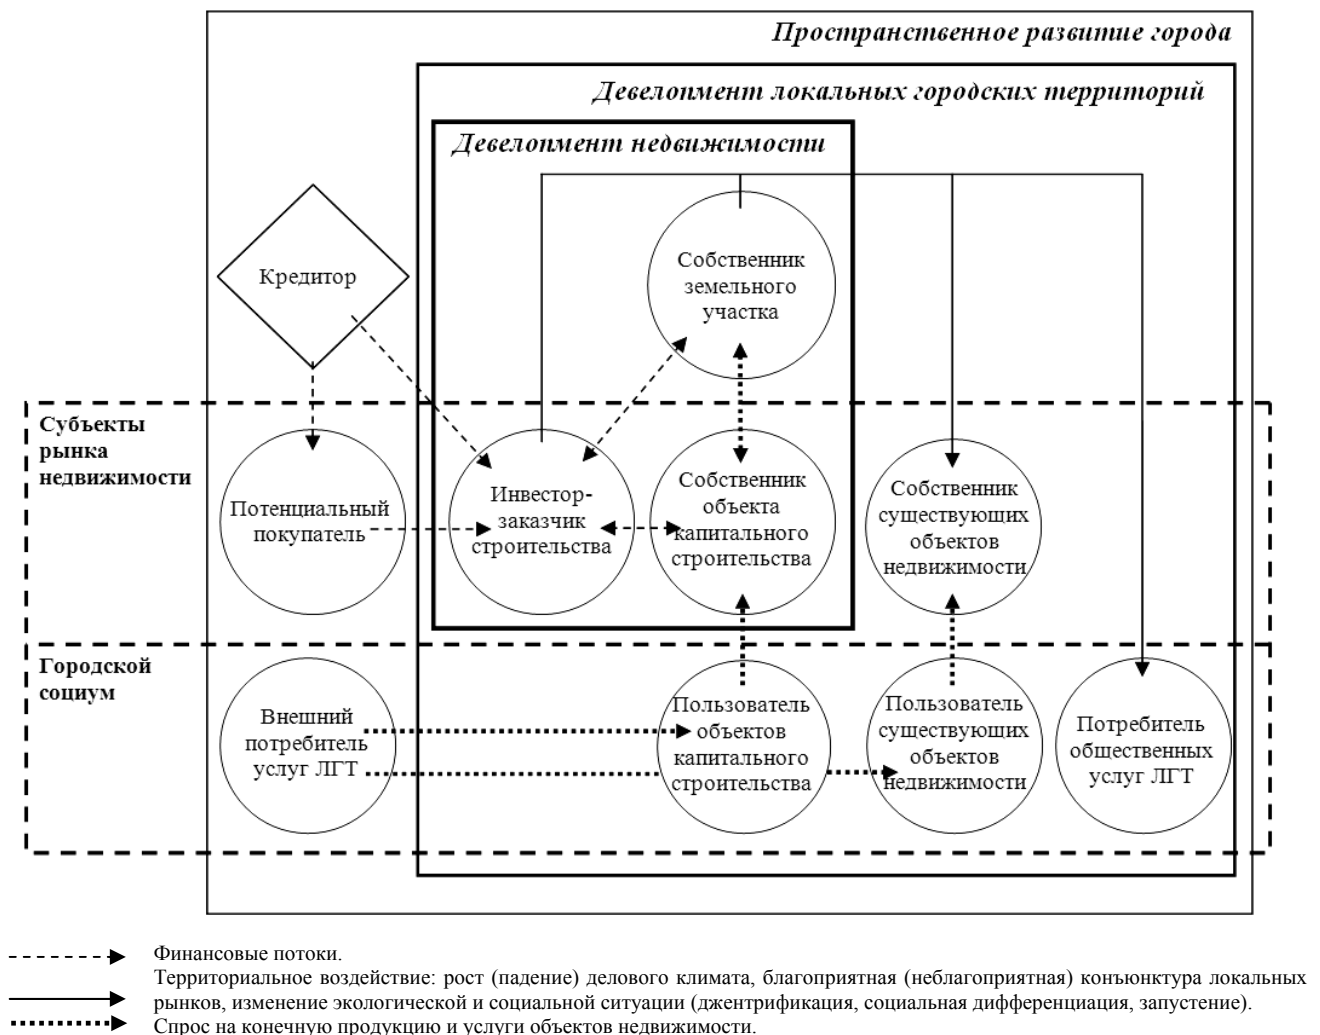 Пространственное развитие города
Девелопмент локальных городских территорий
Девелопмент недвижимости
Кредитор
Собственник
земельного
участка
Субъекты
рынка
недвижимости
Потенциальный
покупатель
Инвестор-
заказчик
строительства
Собственник
объекта
капитального
строительства
Собственник
существующих
объектов
недвижимости
Городской
социум
Внешний
потребитель
услуг ЛГТ
Пользователь
объектов
капитального
строительства
Пользователь
существующих
объектов
недвижимости
Потребитель
общественных
услуг ЛГТ
Финансовые потоки.
Территориальное воздействие: рост (падение) делового климата, благоприятная (неблагоприятная) конъюнктура локальных
рынков, изменение экологической и социальной ситуации (джентрификация, социальная дифференциация, запустение).
Спрос на конечную продукцию и услуги объектов недвижимости.